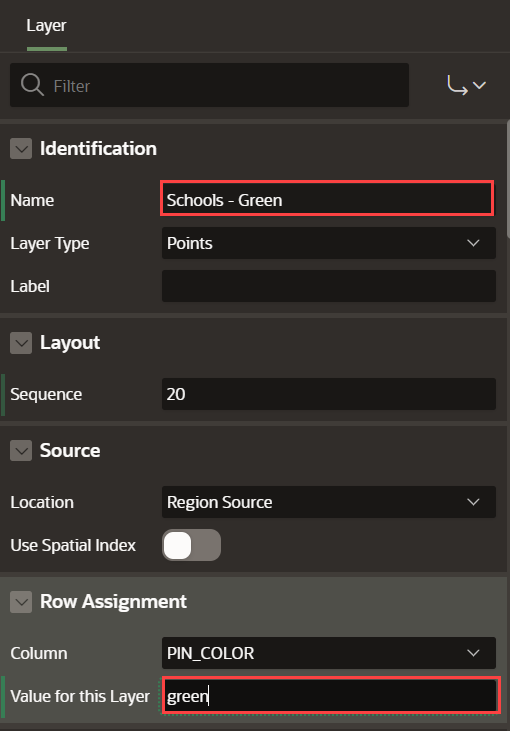 Layer
Filter
Identification
Name Schools - Green
Layer Type Points
Label
Layout
Sequence 20
Source
Location Region Source
Use Spatial Index
Row Assignment
Column PIN_COLOR
Value for this Layer green